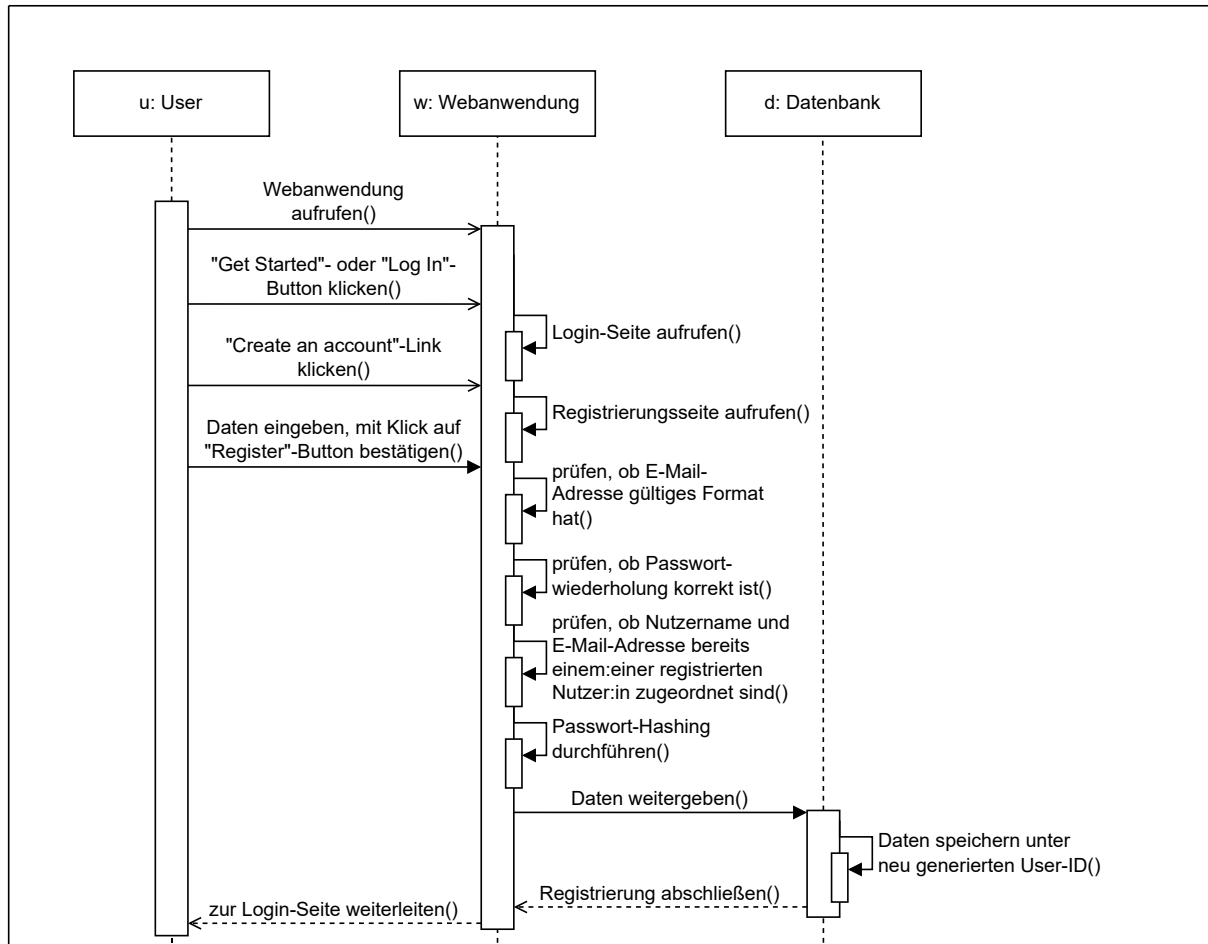 u: User
w: Webanwendung
d: Datenbank
Webanwendung
aufrufen()
"Get Started"- oder "Log In"-
Button klicken()
Login-Seite aufrufen()
"Create an account"-Link
klicken()
Registrierungsseite aufrufen()
Daten eingeben, mit Klick auf
"Register"-Button bestätigen()
prüfen, ob E-Mail-
Adresse gültiges Format
hat()
prüfen, ob Passwort-
wiederholung korrekt ist()
prüfen, ob Nutzername und
E-Mail-Adresse bereits
einem:einer registrierten
Nutzer:in zugeordnet sind()
Passwort-Hashing
durchführen()
Daten weitergeben()
Daten speichern unter
neu generierten User-ID()
Registrierung abschließen()
zur Login-Seite weiterleiten()